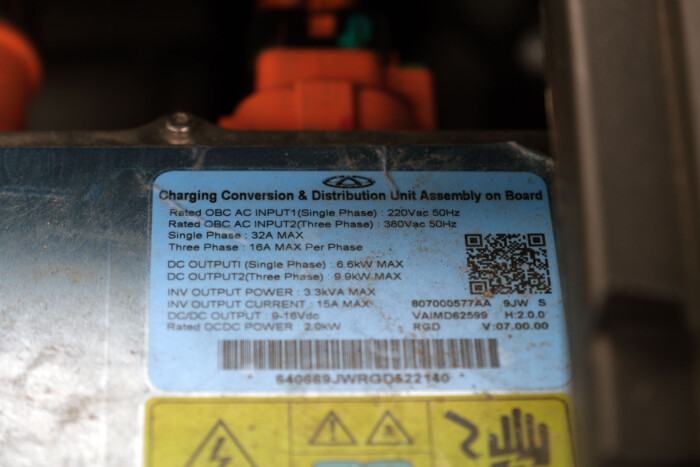 Charging Conversion & Distribution Unit Assembly on Board
Rated OBC AC INPUT1(Single Phase) : 220Vac 50Hz
Rated OBC AC INPUT2(Three Phase) : 380Vac 50Hz
Single Phase : 32A MAX
Three Phase : 16A MAX Per Phase
DC OUTPUT1 (Single Phase) : 6.6kW MAX
DC OUTPUT2(Three Phase) : 9.9kW MAX
INV OUTPUT POWER : 3.3kVA MAX
INV OUTPUT CURRENT : 15A MAX
DC/DC OUTPUT : 9-16Vdc
Rated DCDC POWER : 2.0kW
807000577AA 9JW S
VAIMD62599 H:2.0.0
RGD V:07.00.00
640669JWRGD522140